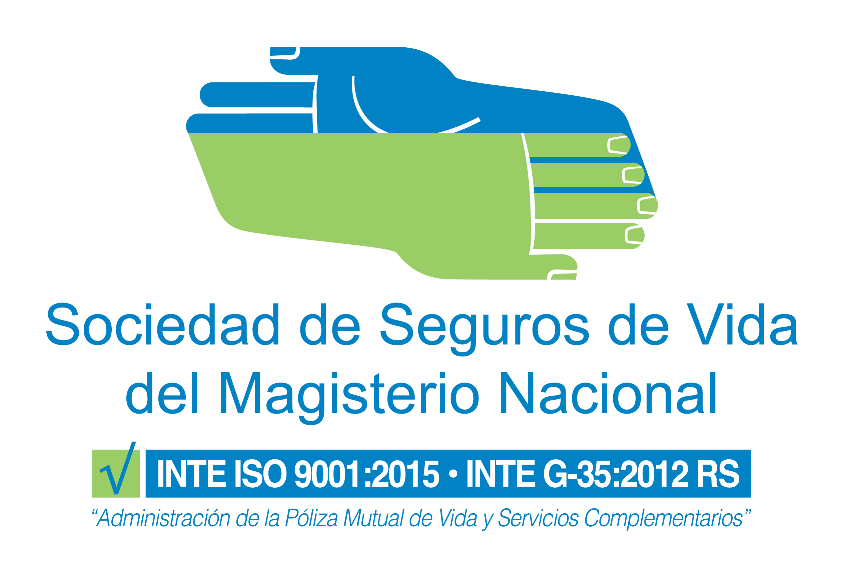 Sociedad de Seguros de Vida
del Magisterio Nacional
√ INTE ISO 9001:2015 • INTE G-35:2012 RS
“Administración de la Póliza Mutual de Vida y Servicios Complementarios”